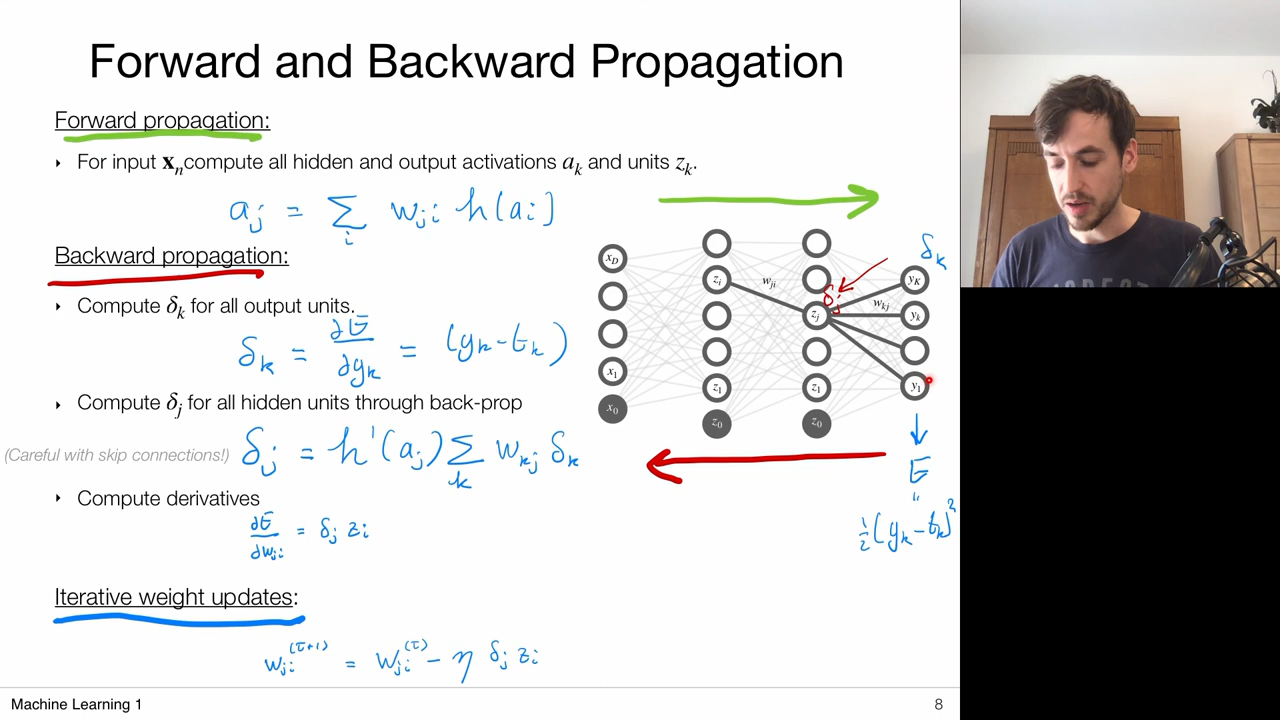 Forward and Backward Propagation
Forward propagation:
‣ For input xₙ compute all hidden and output activations aₖ and units zₖ.
aⱼ = Σᵢ wⱼᵢ h(aᵢ)
Backward propagation:
‣ Compute δₖ for all output units.
δₖ = ∂E/∂yₖ = (yₖ - tₖ)
‣ Compute δⱼ for all hidden units through back-prop
(Careful with skip connections!) δⱼ = h'(aⱼ) Σₖ wₖⱼ δₖ
‣ Compute derivatives
∂E/∂wⱼᵢ = δⱼ zᵢ
Iterative weight updates:
wⱼᵢ^(τ+1) = wⱼᵢ^(τ) - η δⱼ zᵢ
x_D
x₁
x₀
zᵢ
z₁
z₀
wⱼᵢ
δⱼ
zⱼ
z₁
z₀
wₖⱼ
δₖ
y_K
yₖ
y₁
E
"
½(yₖ - tₖ)²
Machine Learning 1
8